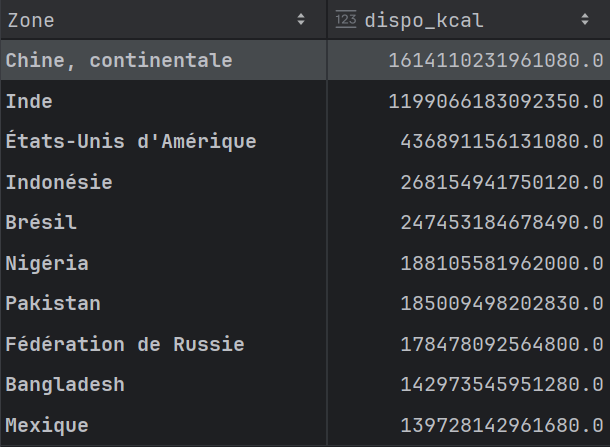 Zone 123 dispo_kcal
Chine, continentale 1614110231961080.0
Inde 1199066183092350.0
États-Unis d'Amérique 436891156131080.0
Indonésie 268154941750120.0
Brésil 247453184678490.0
Nigéria 188105581962000.0
Pakistan 185009498202830.0
Fédération de Russie 178478092564800.0
Bangladesh 142973545951280.0
Mexique 139728142961680.0